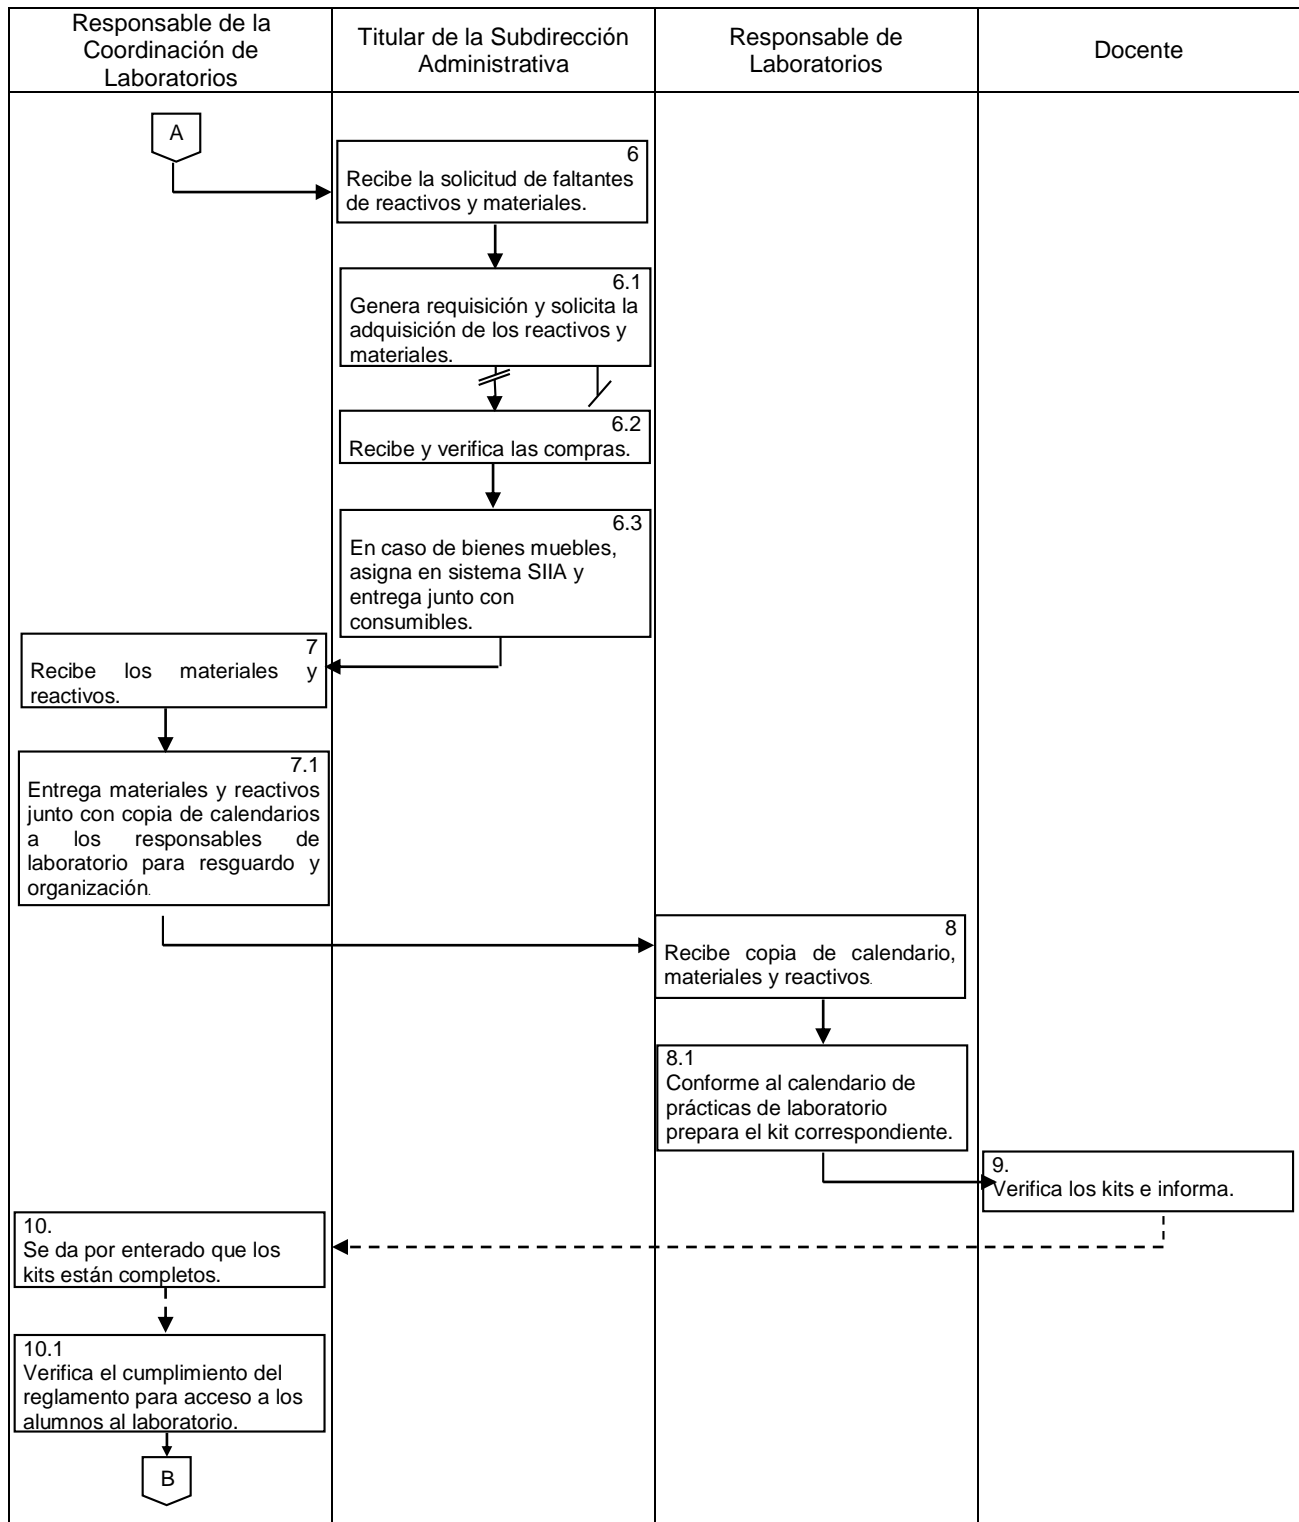 Responsable de la
Coordinación de
Laboratorios
Titular de la Subdirección
Administrativa
Responsable de
Laboratorios
Docente
A
6
Recibe la solicitud de faltantes
de reactivos y materiales.
6.1
Genera requisición y solicita la
adquisición de los reactivos y
materiales.
6.2
Recibe y verifica las compras.
6.3
En caso de bienes muebles,
asigna en sistema SIIA y
entrega junto con
consumibles.
7
Recibe los materiales y
reactivos.
7.1
Entrega materiales y reactivos
junto con copia de calendarios
a los responsables de
laboratorio para resguardo y
organización.
8
Recibe copia de calendario,
materiales y reactivos.
8.1
Conforme al calendario de
prácticas de laboratorio
prepara el kit correspondiente.
9.
Verifica los kits e informa.
10.
Se da por enterado que los
kits están completos.
10.1
Verifica el cumplimiento del
reglamento para acceso a los
alumnos al laboratorio.
B